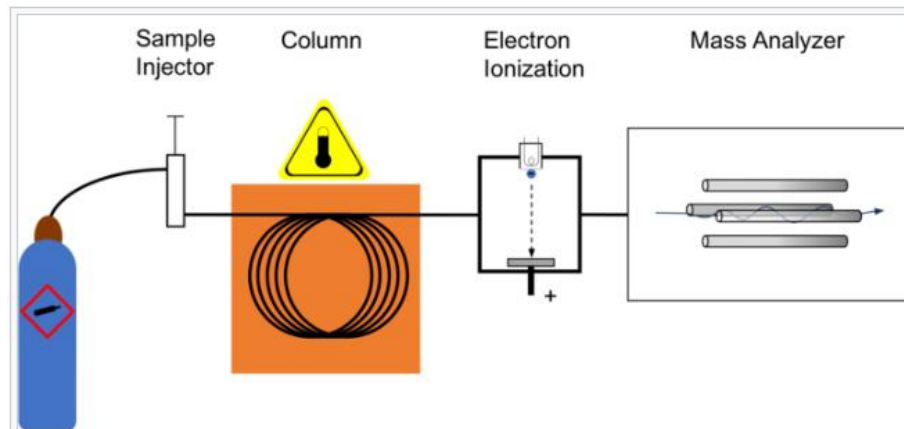 Sample
Injector
Column
Electron
Ionization
Mass Analyzer
+